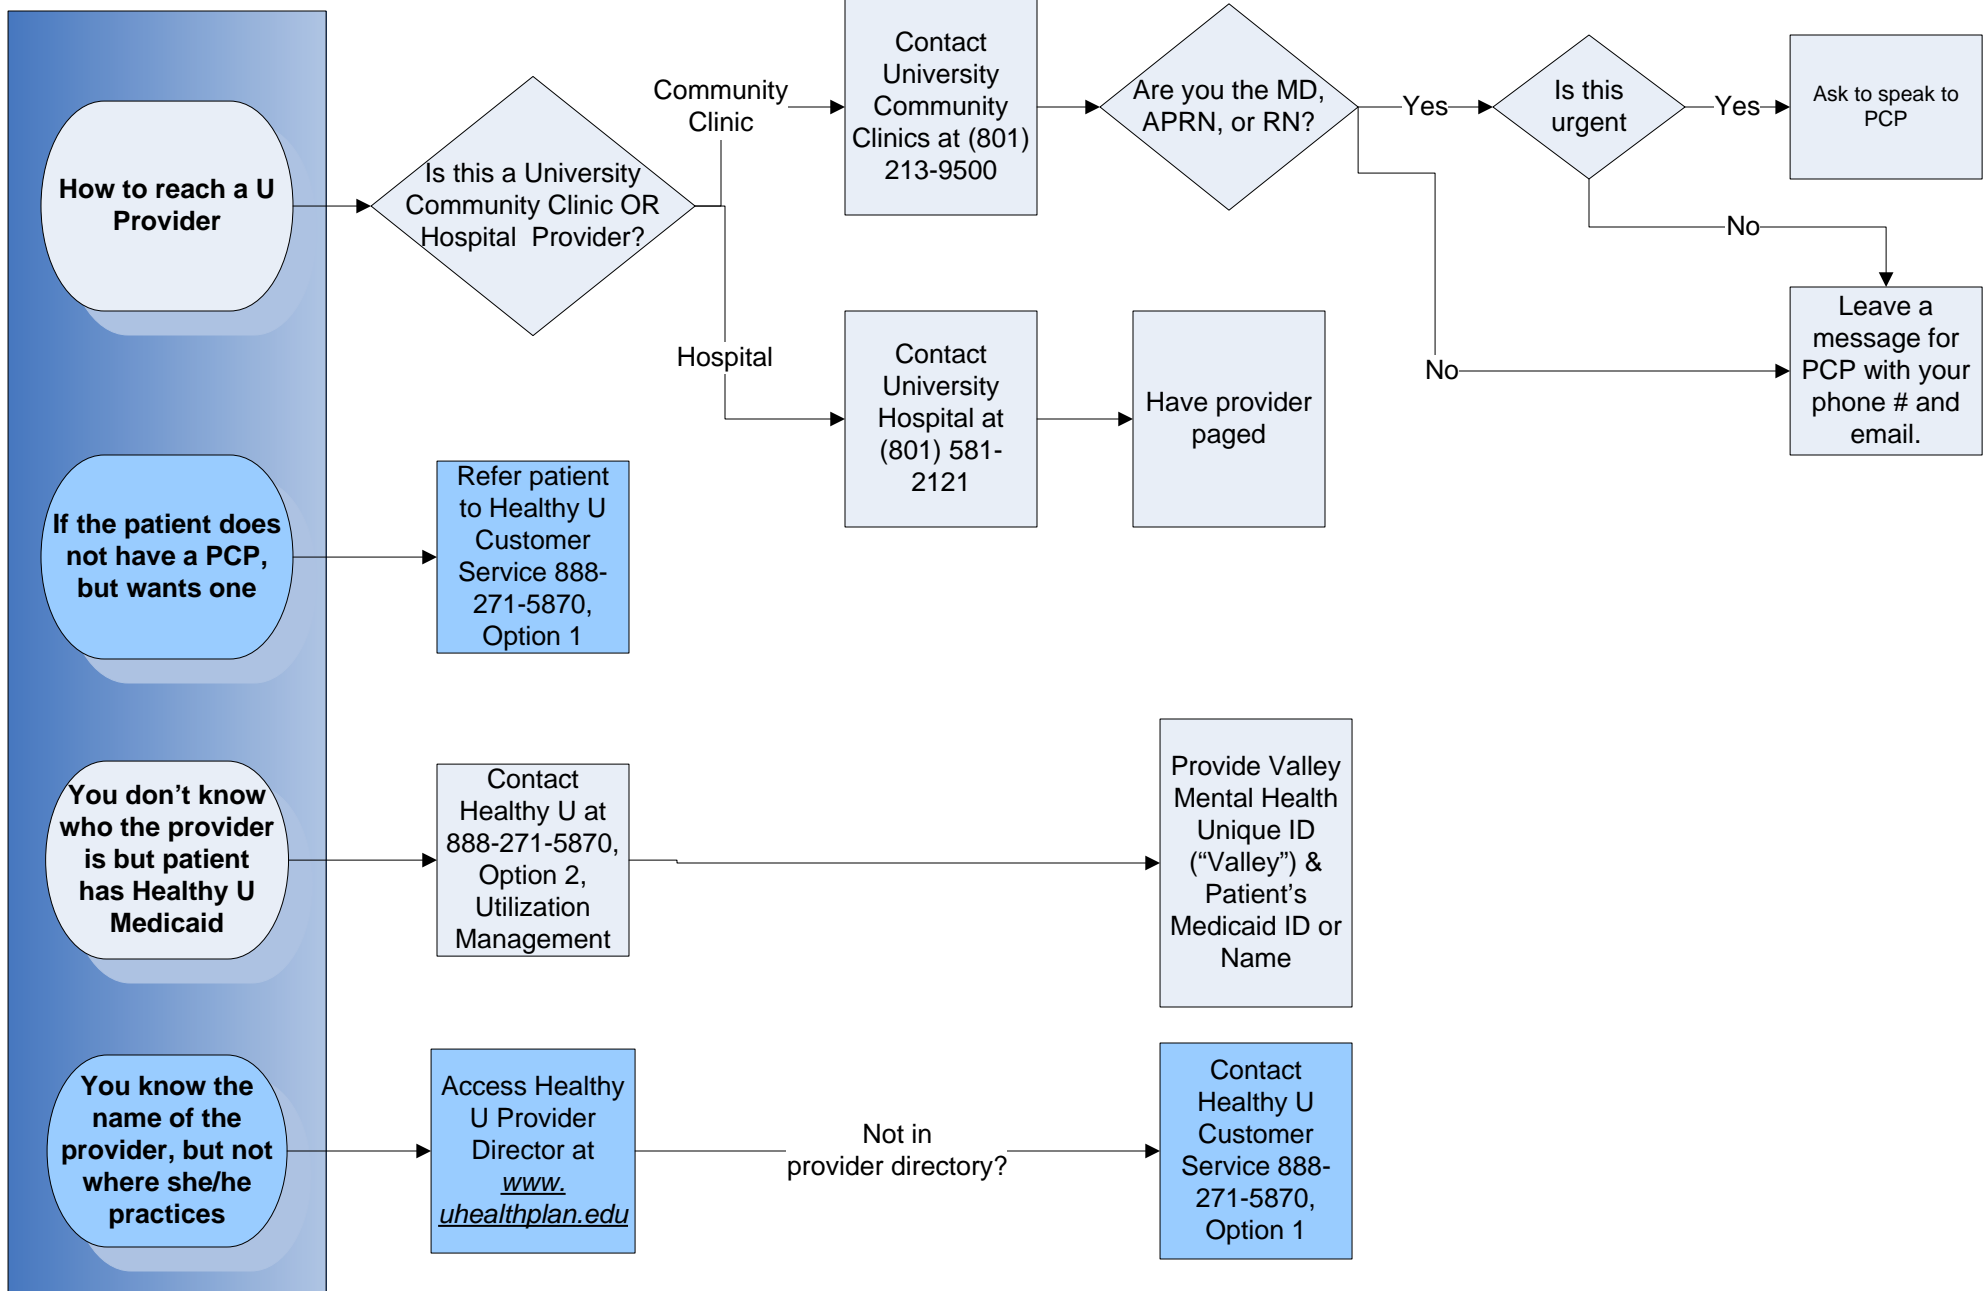 How to reach a U
Provider
Is this a University
Community Clinic OR
Hospital  Provider?
Community
Clinic
Contact
University
Community
Clinics at (801)
213-9500
Are you the MD,
APRN, or RN?
Yes
Is this
urgent
Yes
Ask to speak to
PCP
No
No
Leave a
message for
PCP with your
phone # and
email.
Hospital
Contact
University
Hospital at
(801) 581-
2121
Have provider
paged
If the patient does
not have a PCP,
but wants one
Refer patient
to Healthy U
Customer
Service 888-
271-5870,
Option 1
You don’t know
who the provider
is but patient
has Healthy U
Medicaid
Contact
Healthy U at
888-271-5870,
Option 2,
Utilization
Management
Provide Valley
Mental Health
Unique ID
(“Valley”) &
Patient’s
Medicaid ID or
Name
You know the
name of the
provider, but not
where she/he
practices
Access Healthy
U Provider
Director at
www.
uhealthplan.edu
Not in
provider directory?
Contact
Healthy U
Customer
Service 888-
271-5870,
Option 1